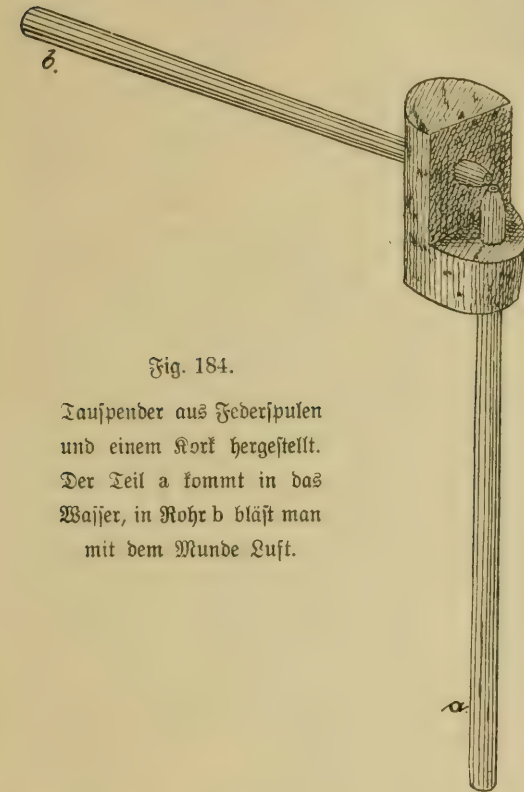 b.
Fig. 184.
Tauspender aus Federspulen
und einem Kork hergestellt.
Der Teil a kommt in das
Wasser, in Rohr b bläst man
mit dem Munde Luft.
a